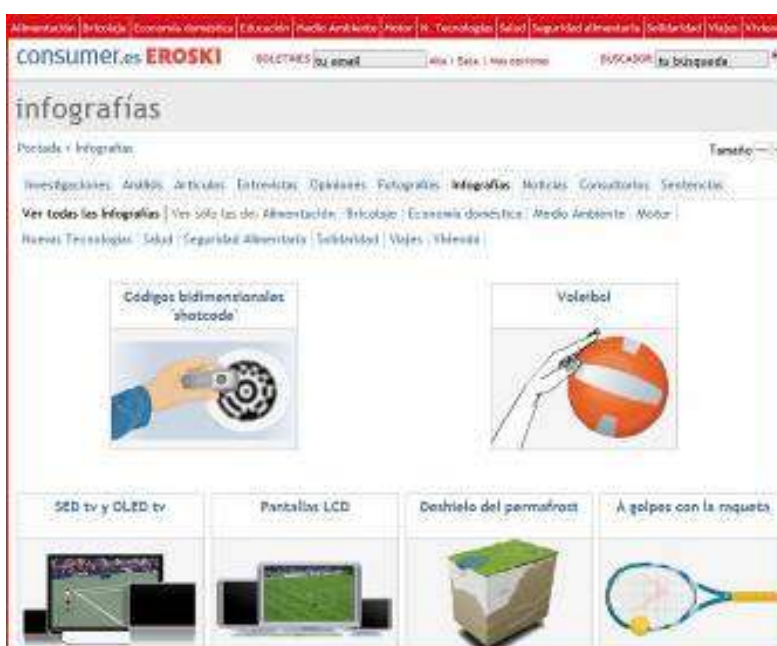 Alimentación Bricolaje Economía doméstica Educación Medio Ambiente Motor N. Tecnologías Salud Seguridad alimentaria Solidaridad Viajes
consumer.es EROSKI BOLETINES tu email Alta | Baja | Más opciones BUSCADOR tu búsqueda
infografías
Portada > Infografías Tamaño
Investigaciones Análisis Artículos Entrevistas Opiniones Fotografías Infografías Noticias Consultorios Sentencias
Ver todas las Infografías | Ver sólo las de: Alimentación | Bricolaje | Economía doméstica | Medio Ambiente | Motor |
Nuevas Tecnologías | Salud | Seguridad Alimentaria | Solidaridad | Viajes | Vivienda |
Códigos bidimensionales
'shotcode'
Voleibol
SED tv y OLED tv
Pantallas LCD
Deshielo del permafrost
A golpes con la raqueta